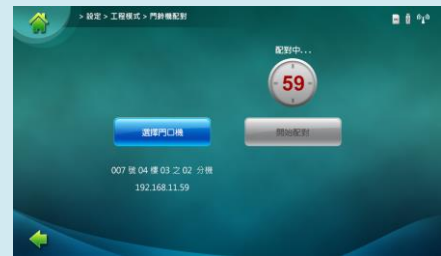 > 設定 > 工程模式 > 門鈴機配對
配對中...
59
選擇門口機
開始配對
007 號 04 樓 03 之 02 分機
192.168.11.59